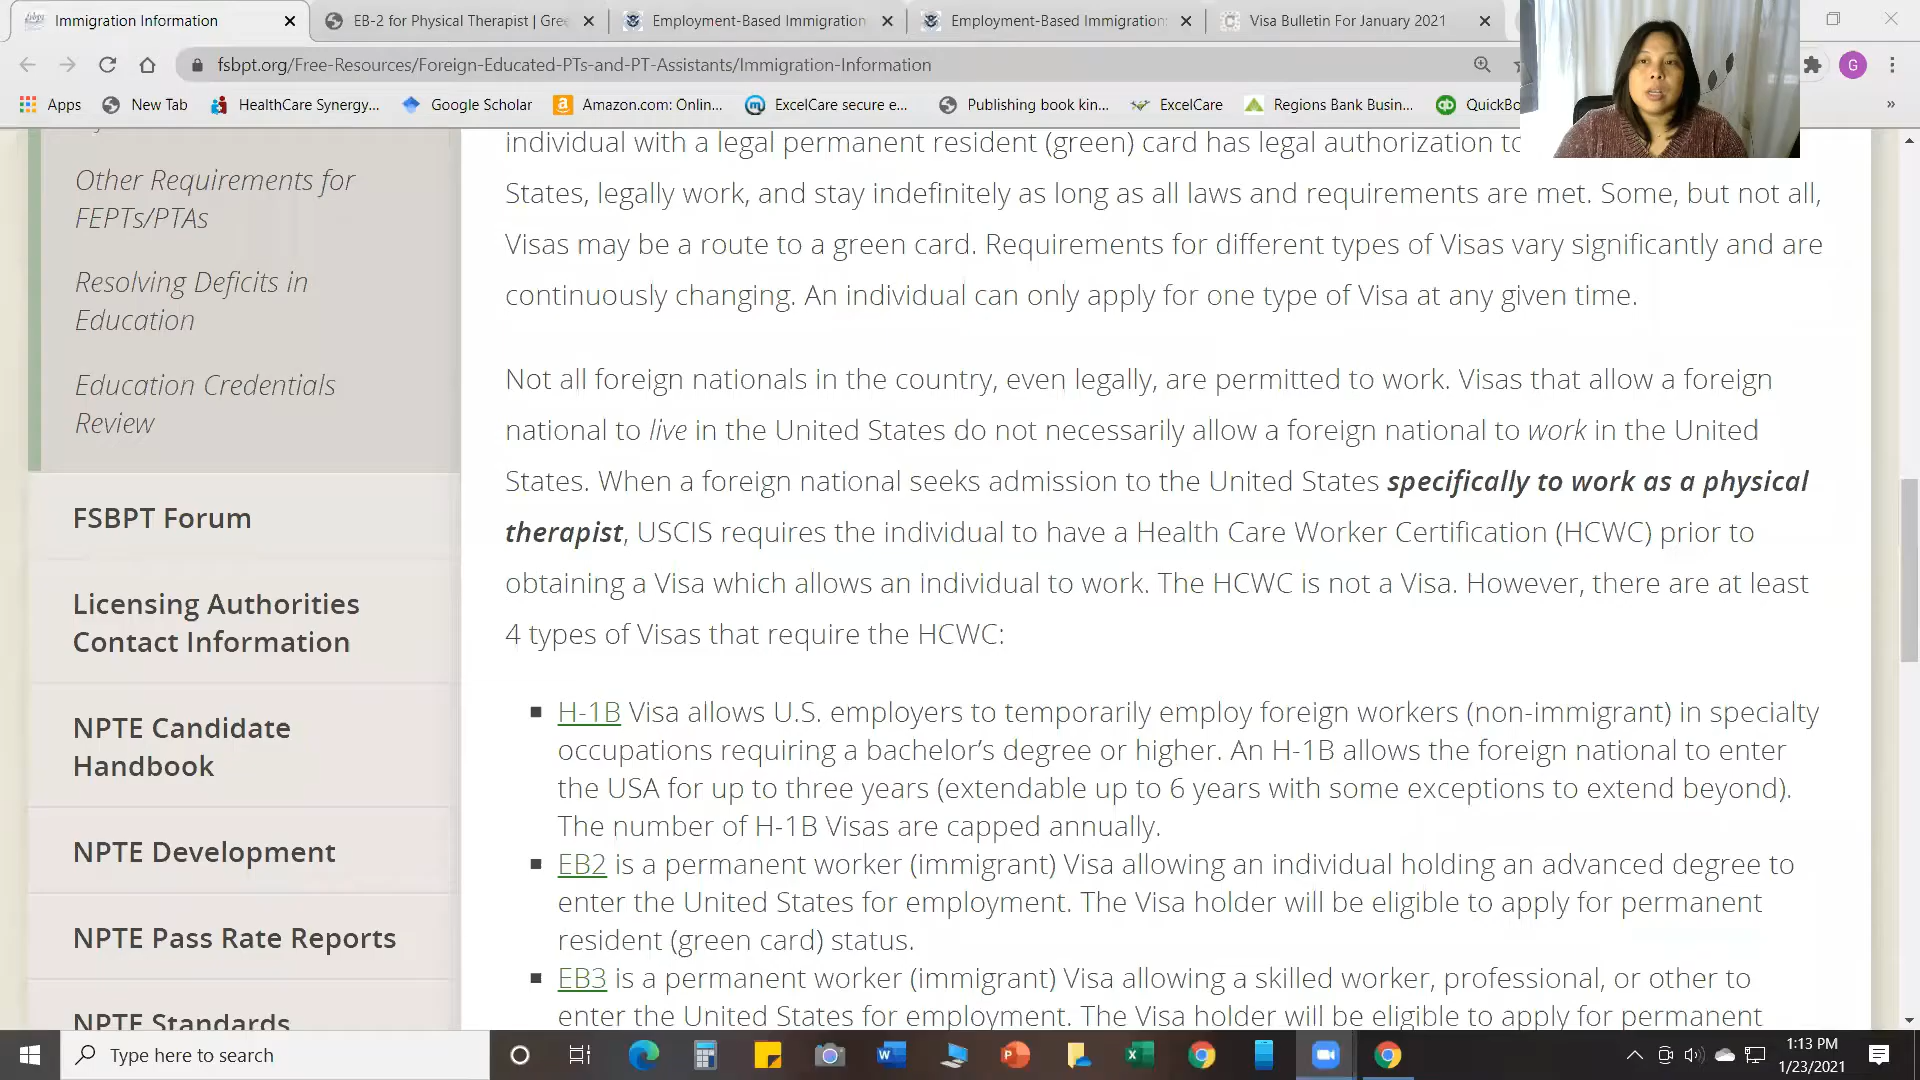 Immigration Information
EB-2 for Physical Therapist | Gre
Employment-Based Immigration
Employment-Based Immigration
Visa Bulletin For January 2021
fsbpt.org/Free-Resources/Foreign-Educated-PTs-and-PT-Assistants/Immigration-Information
G
Apps
New Tab
HealthCare Synergy...
Google Scholar
Amazon.com: Onlin...
ExcelCare secure e...
Publishing book kin...
ExcelCare
Regions Bank Busin...
QuickBo
»
Other Requirements for
FEPTs/PTAs
Resolving Deficits in
Education
Education Credentials
Review
FSBPT Forum
Licensing Authorities
Contact Information
NPTE Candidate
Handbook
NPTE Development
NPTE Pass Rate Reports
NPTE Standards
individual with a legal permanent resident (green) card has legal authorization to
States, legally work, and stay indefinitely as long as all laws and requirements are met. Some, but not all,
Visas may be a route to a green card. Requirements for different types of Visas vary significantly and are
continuously changing. An individual can only apply for one type of Visa at any given time.
Not all foreign nationals in the country, even legally, are permitted to work. Visas that allow a foreign
national to live in the United States do not necessarily allow a foreign national to work in the United
States. When a foreign national seeks admission to the United States specifically to work as a physical
therapist, USCIS requires the individual to have a Health Care Worker Certification (HCWC) prior to
obtaining a Visa which allows an individual to work. The HCWC is not a Visa. However, there are at least
4 types of Visas that require the HCWC:
H-1B Visa allows U.S. employers to temporarily employ foreign workers (non-immigrant) in specialty
occupations requiring a bachelor's degree or higher. An H-1B allows the foreign national to enter
the USA for up to three years (extendable up to 6 years with some exceptions to extend beyond).
The number of H-1B Visas are capped annually.
EB2 is a permanent worker (immigrant) Visa allowing an individual holding an advanced degree to
enter the United States for employment. The Visa holder will be eligible to apply for permanent
resident (green card) status.
EB3 is a permanent worker (immigrant) Visa allowing a skilled worker, professional, or other to
enter the United States for employment. The Visa holder will be eligible to apply for permanent
Type here to search
1:13 PM
1/23/2021